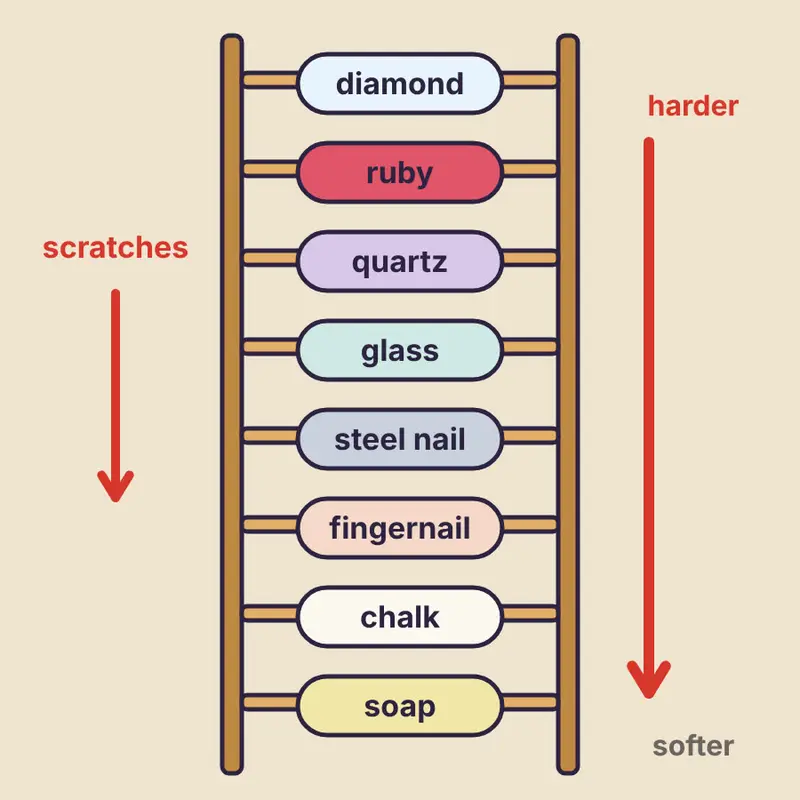 diamond
harder
ruby
scratches
quartz
glass
steel nail
fingernail
chalk
soap
softer